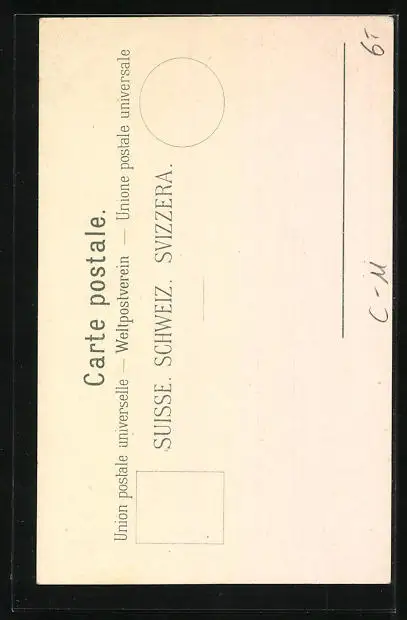 Carte postale.
Union postale universelle — Weltpostverein — Unione postale universale
SUISSE. SCHWEIZ. SVIZZERA.
6-
C-M